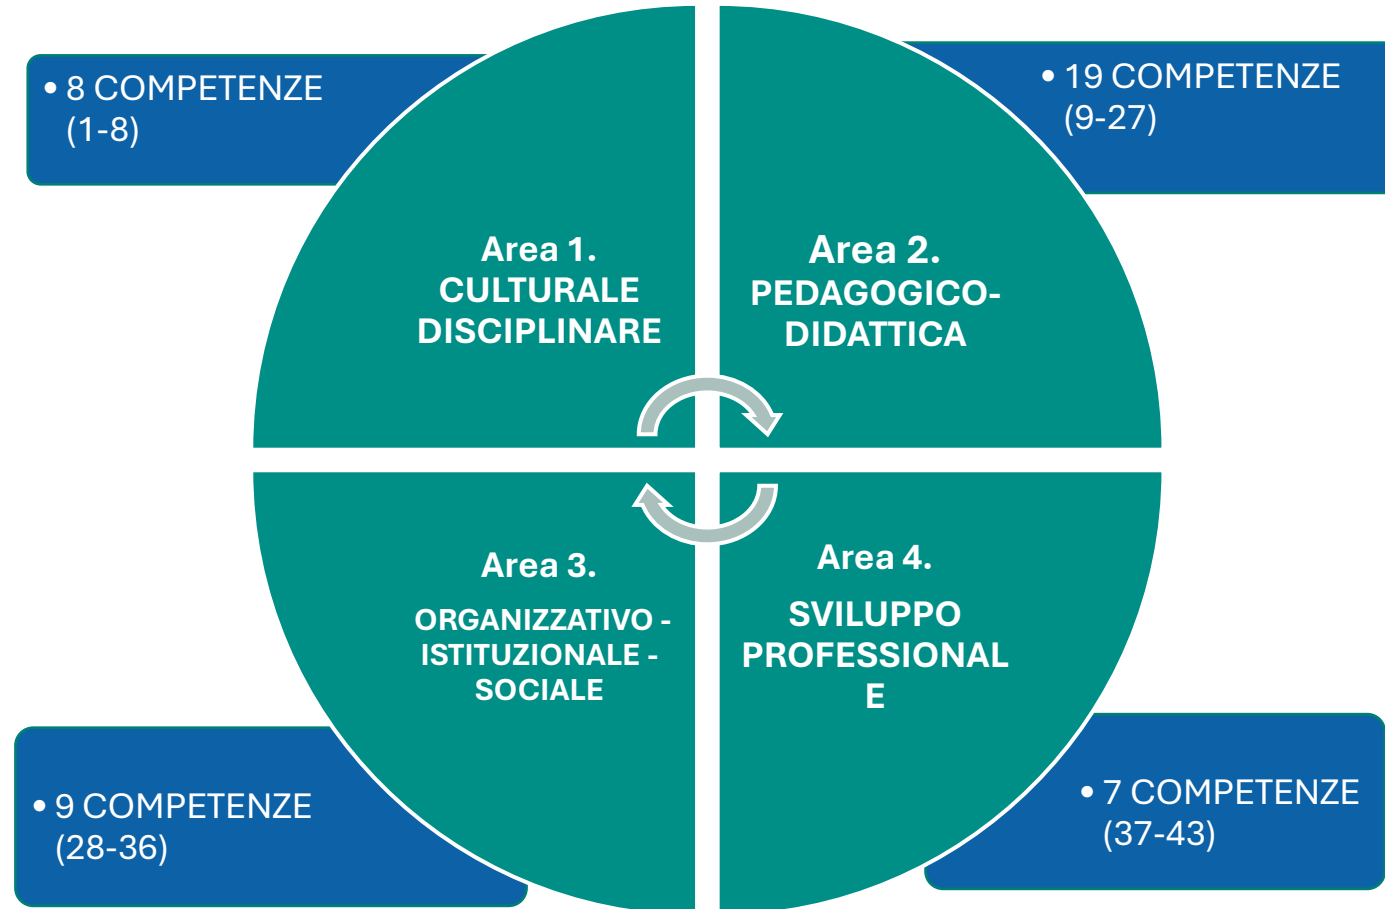 • 8 COMPETENZE
(1-8)
• 19 COMPETENZE
(9-27)
Area 1.
CULTURALE
DISCIPLINARE
Area 2.
PEDAGOGICO-
DIDATTICA
Area 3.
ORGANIZZATIVO -
ISTITUZIONALE -
SOCIALE
Area 4.
SVILUPPO
PROFESSIONAL
E
• 9 COMPETENZE
(28-36)
• 7 COMPETENZE
(37-43)